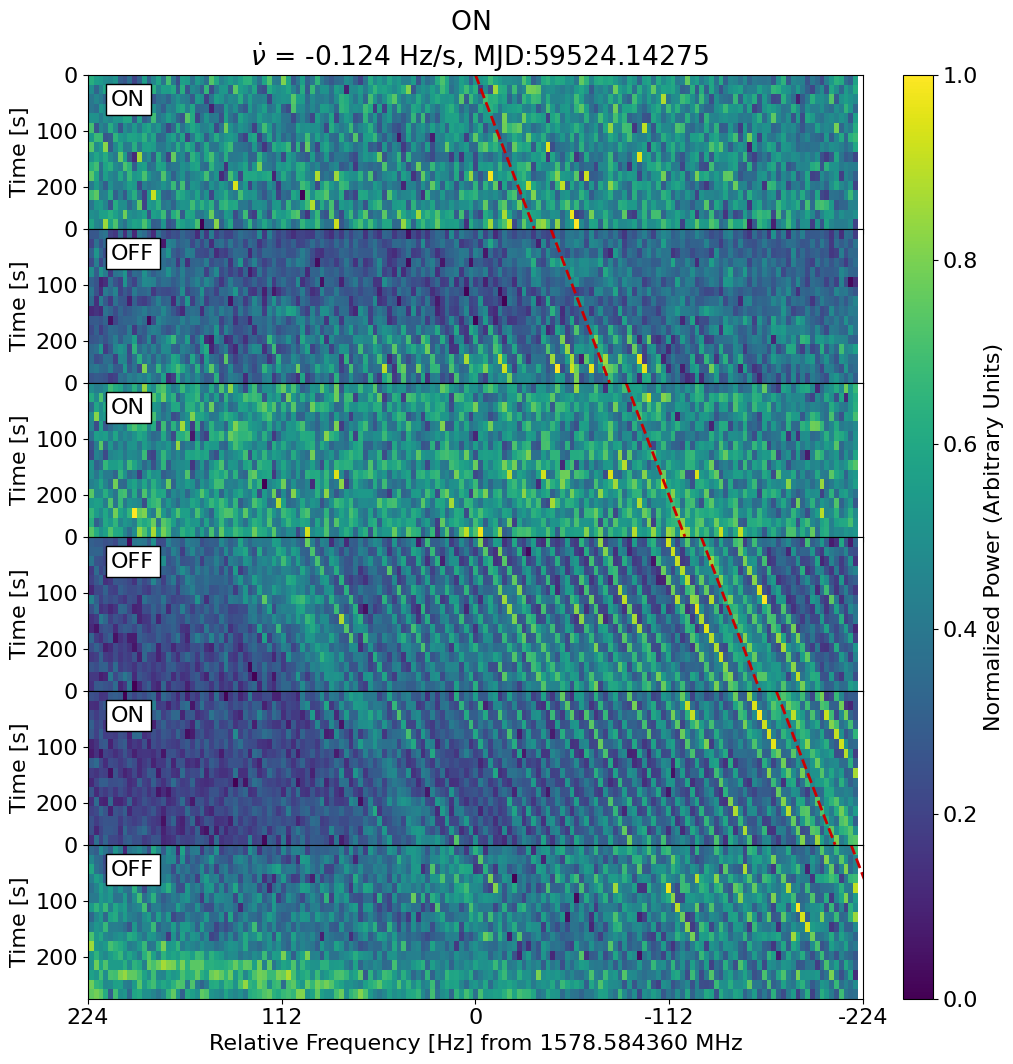 ON
ν̇ = -0.124 Hz/s, MJD:59524.14275
0
ON
100
Time [s]
200
0
OFF
100
Time [s]
200
0
ON
100
Time [s]
200
0
OFF
100
Time [s]
200
0
ON
100
Time [s]
200
0
OFF
100
Time [s]
200
224 112 0 -112 -224
Relative Frequency [Hz] from 1578.584360 MHz
1.0
0.8
0.6
0.4
0.2
0.0
Normalized Power (Arbitrary Units)